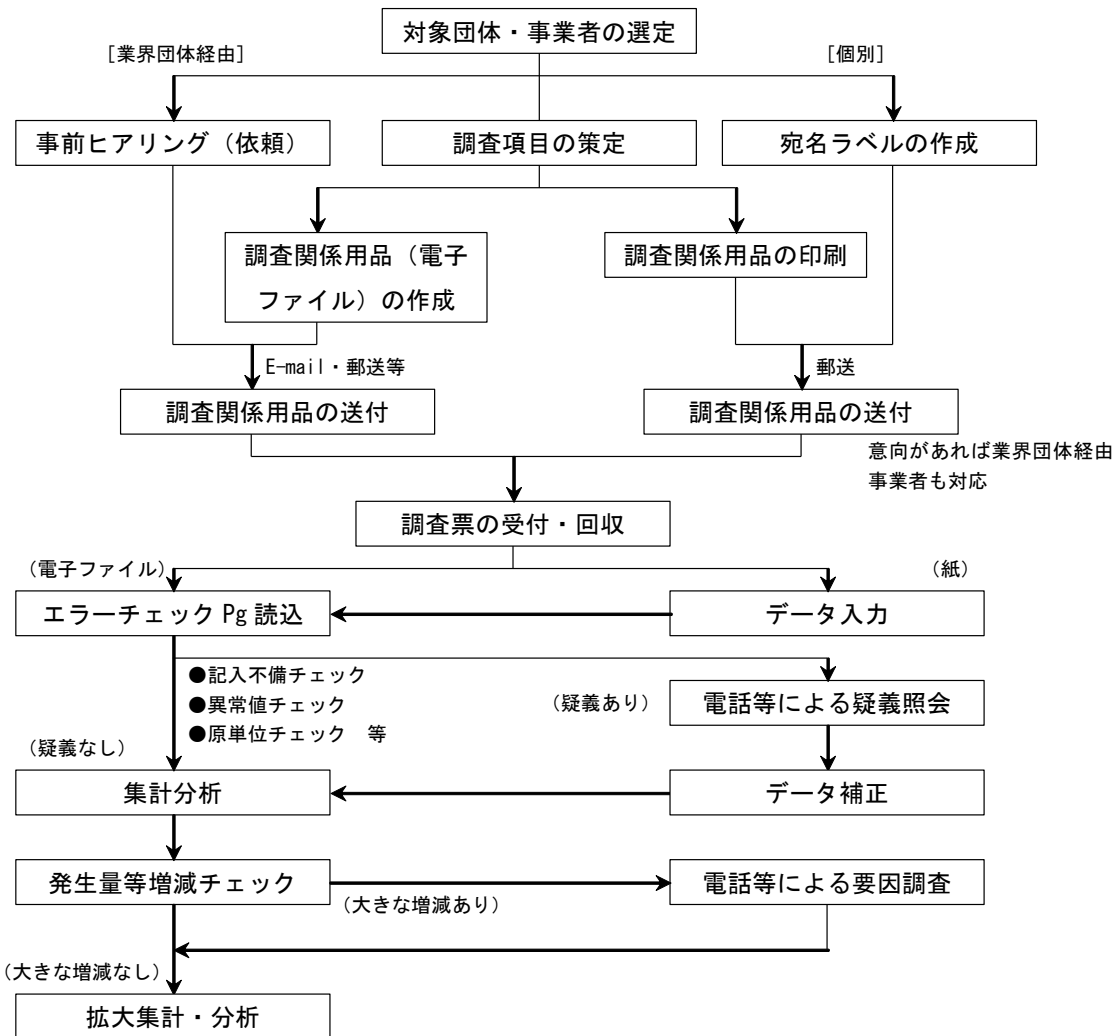 対象団体・事業者の選定
[業界団体経由]
[個別]
事前ヒアリング（依頼）
調査項目の策定
宛名ラベルの作成
調査関係用品（電子
ファイル）の作成
調査関係用品の印刷
E-mail・郵送等
郵送
調査関係用品の送付
調査関係用品の送付
意向があれば業界団体経由
事業者も対応
調査票の受付・回収
（電子ファイル）
（紙）
エラーチェック Pg 読込
データ入力
●記入不備チェック
●異常値チェック
●原単位チェック　等
（疑義あり）
電話等による疑義照会
（疑義なし）
集計分析
データ補正
発生量等増減チェック
電話等による要因調査
（大きな増減あり）
（大きな増減なし）
拡大集計・分析